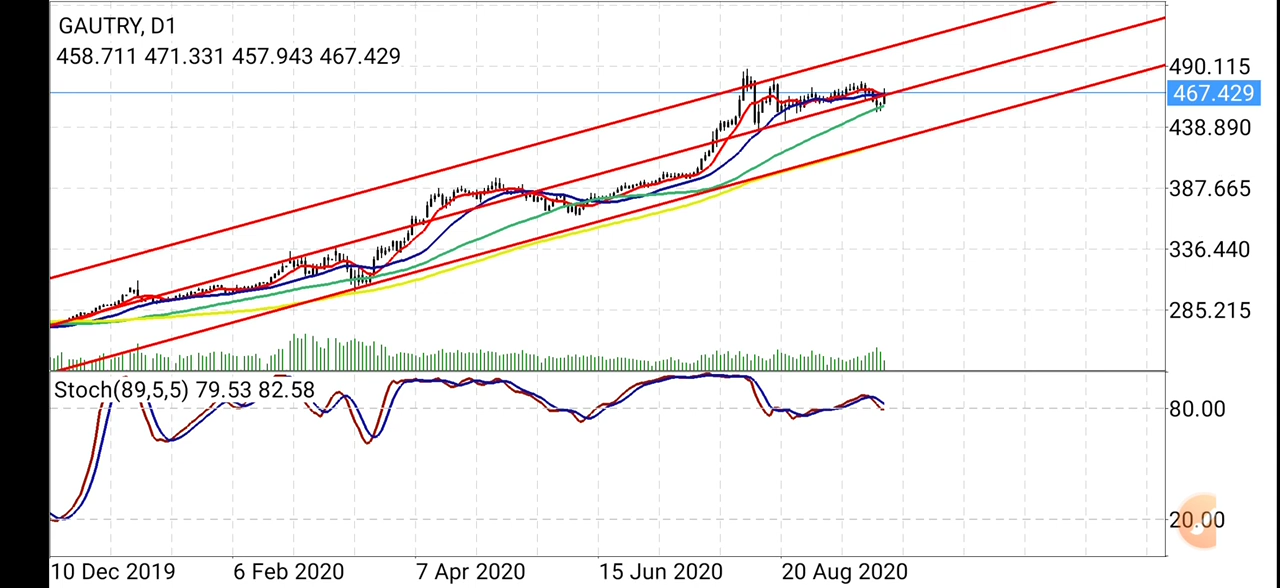 GAUTRY, D1
458.711 471.331 457.943 467.429
490.115
467.429
438.890
387.665
336.440
285.215
Stoch(89,5,5) 79.53 82.58
80.00
20.00
10 Dec 2019 6 Feb 2020 7 Apr 2020 15 Jun 2020 20 Aug 2020